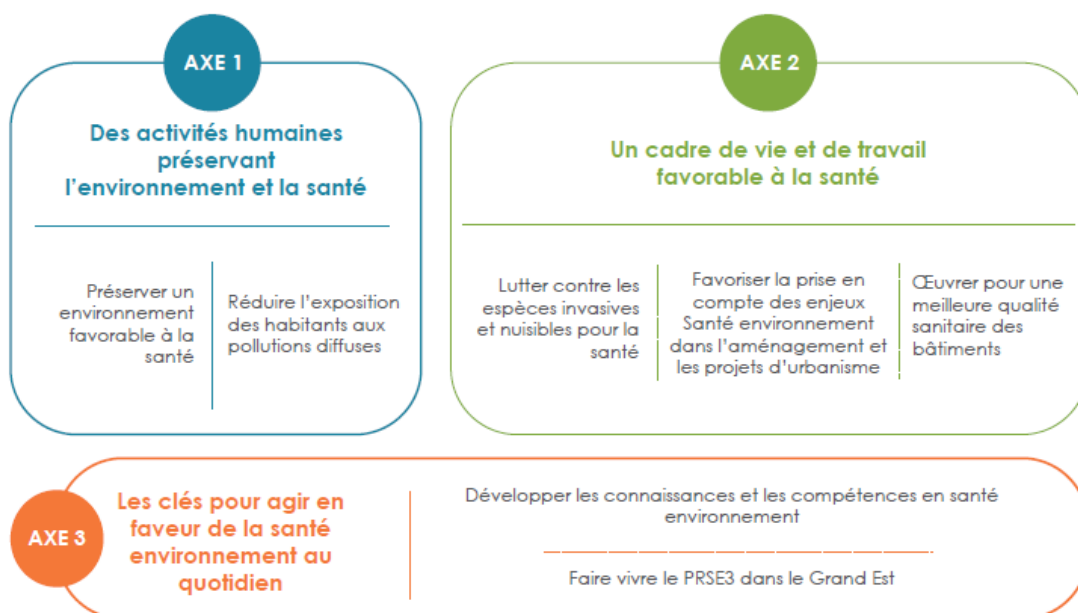 AXE 1
Des activités humaines
préservant
l'environnement et la santé
Préserver un
environnement
favorable à la
santé
Réduire l'exposition
des habitants aux
pollutions diffuses
AXE 2
Un cadre de vie et de travail
favorable à la santé
Lutter contre les
espèces invasives
et nuisibles pour la
santé
Favoriser la prise en
compte des enjeux
Santé environnement
dans l'aménagement et
les projets d'urbanisme
Œuvrer pour une
meilleure qualité
sanitaire des
bâtiments
AXE 3
Les clés pour agir en
faveur de la santé
environnement au
quotidien
Développer les connaissances et les compétences en santé
environnement
Faire vivre le PRSE3 dans le Grand Est